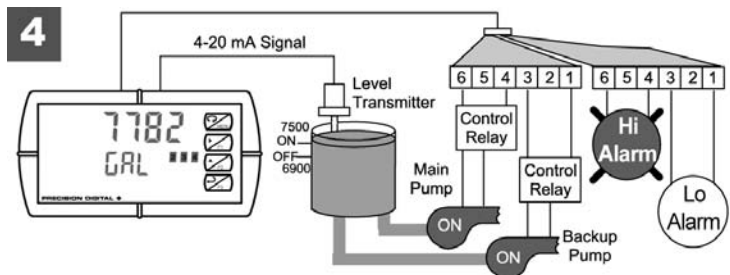 4
4-20 mA Signal
7782
GAL
PRECISION DIGITAL
Level
Transmitter
7500
ON
OFF
6900
6 5 4 3 2 1
6 5 4 3 2 1
Control
Relay
Control
Relay
Hi
Alarm
Lo
Alarm
Main
Pump
ON
ON
Backup
Pump